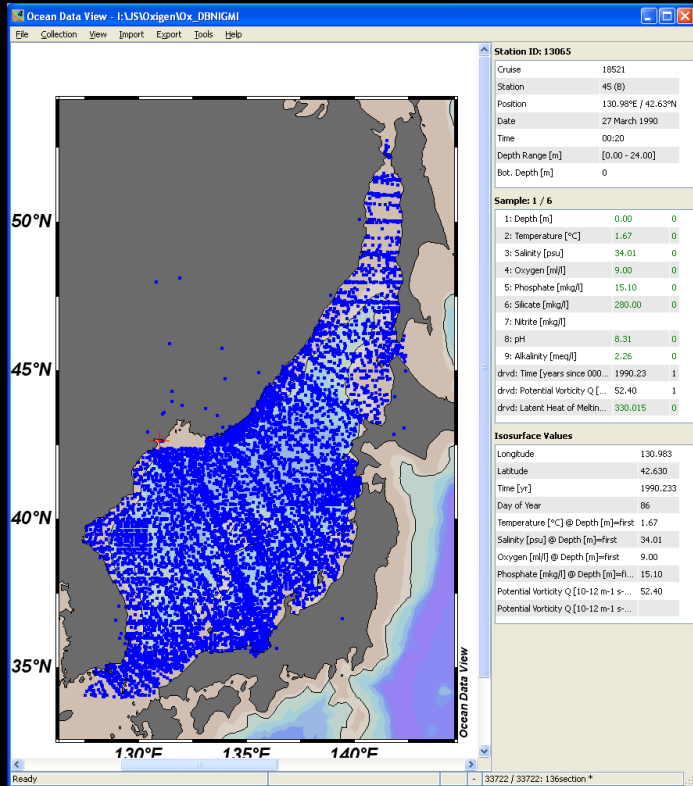 Ocean Data View - I:\JS\Oxigen\Ox_DBNIGMI
File Collection View Import Export Tools Help
50°N
45°N
40°N
35°N
130°E 135°E 140°E
Ocean Data View
Station ID: 13065
Cruise 18521
Station 45 (B)
Position 130.98°E / 42.63°N
Date 27 March 1990
Time 00:20
Depth Range [m] [0.00 - 24.00]
Bot. Depth [m] 0
Sample: 1 / 6
1: Depth [m] 0.00 0
2: Temperature [°C] 1.67 0
3: Salinity [psu] 34.01 0
4: Oxygen [ml/l] 9.00 0
5: Phosphate [mkg/l] 15.10 0
6: Silicate [mkg/l] 280.00 0
7: Nitrite [mkg/l]
8: pH 8.31 0
9: Alkalinity [meq/l] 2.26 0
drvd: Time [years since 000... 1990.23 1
drvd: Potential Vorticity Q [... 52.40 1
drvd: Latent Heat of Meltin... 330.015 0
Isosurface Values
Longitude 130.983
Latitude 42.630
Time [yr] 1990.233
Day of Year 86
Temperature [°C] @ Depth [m]=first 1.67
Salinity [psu] @ Depth [m]=first 34.01
Oxygen [ml/l] @ Depth [m]=first 9.00
Phosphate [mkg/l] @ Depth [m]=fi... 15.10
Potential Vorticity Q [10-12 m-1 s-... 52.40
Potential Vorticity Q [10-12 m-1 s-...
Ready - 33722 / 33722: 136section *